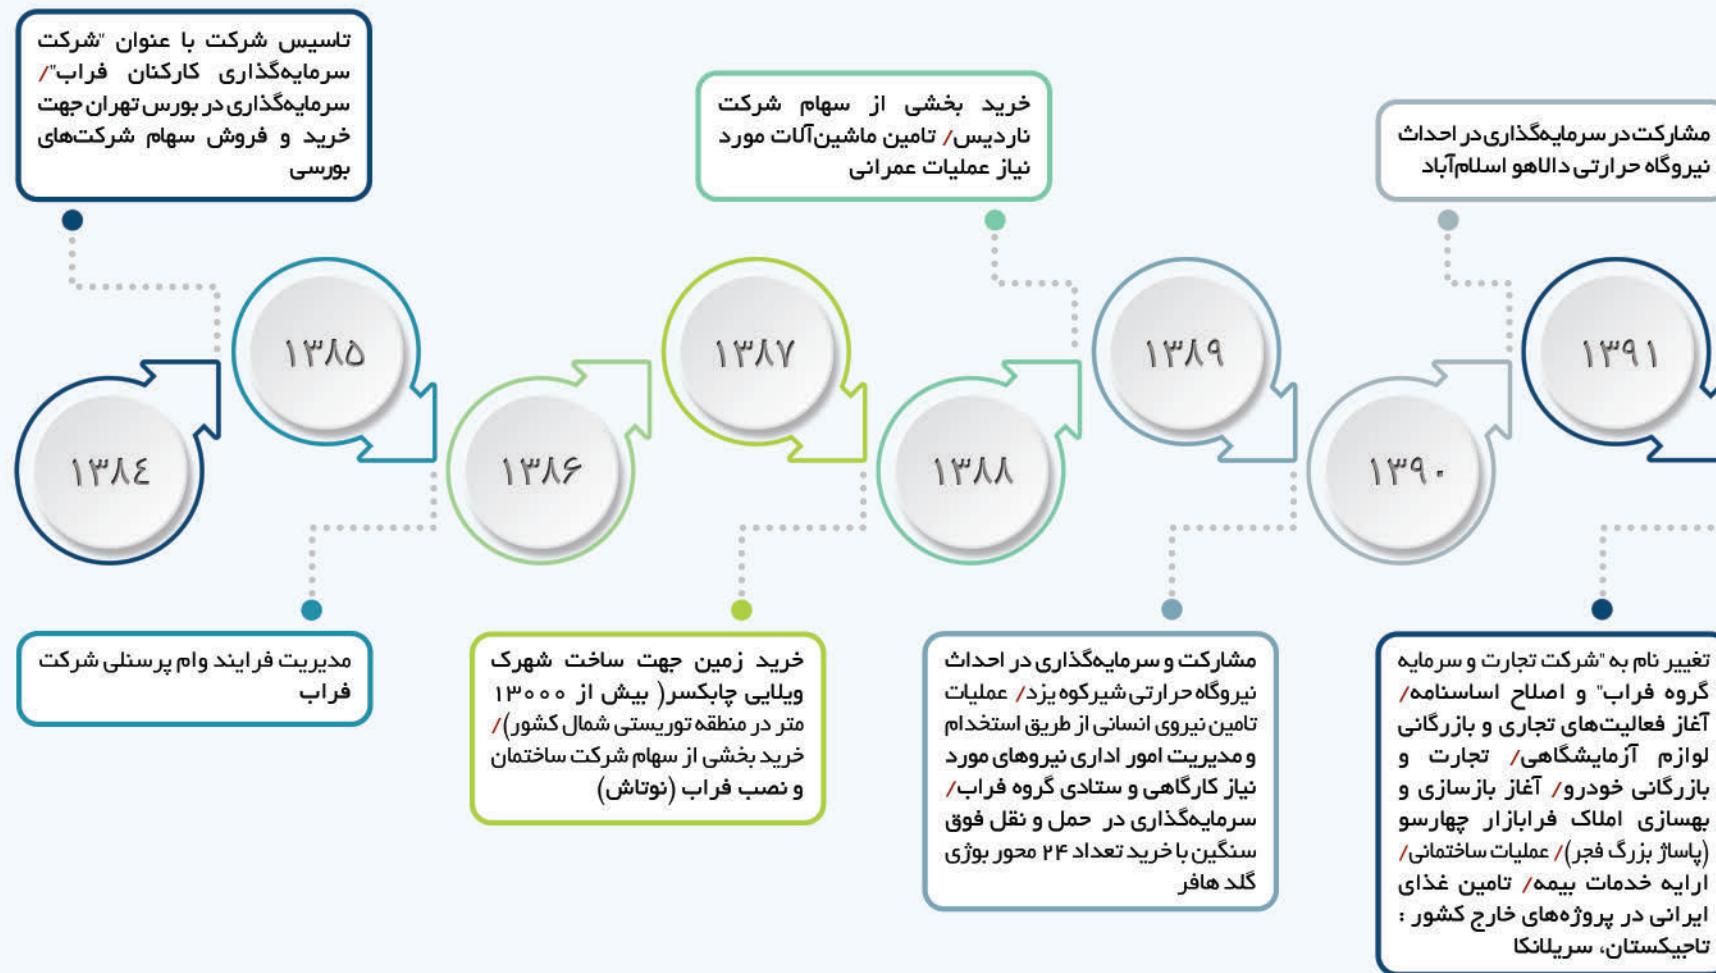 تاسیس شرکت با عنوان "شرکت
سرمایه‌گذاری کارکنان فراب"/
سرمایه‌گذاری در بورس تهران جهت
خرید و فروش سهام شرکت‌های
بورسی
خرید بخشی از سهام شرکت
ناردیس/ تامین ماشین‌آلات مورد
نیاز عملیات عمرانی
مشارکت در سرمایه‌گذاری در احداث
نیروگاه حرارتی دالاهو اسلام‌آباد
۱۳۸٤
۱۳۸۵
۱۳۸۶
۱۳۸۷
۱۳۸۸
۱۳۸۹
۱۳۹۰
۱۳۹۱
مدیریت فرایند وام پرسنلی شرکت
فراب
خرید زمین جهت ساخت شهرک
ویلایی چابکسر( بیش از ۱۳۰۰۰
متر در منطقه توریستی شمال کشور)/
خرید بخشی از سهام شرکت ساختمان
و نصب فراب (نوتاش)
مشارکت و سرمایه‌گذاری در احداث
نیروگاه حرارتی شیرکوه یزد/ عملیات
تامین نیروی انسانی از طریق استخدام
و مدیریت امور اداری نیروهای مورد
نیاز کارگاهی و ستادی گروه فراب/
سرمایه‌گذاری در حمل و نقل فوق
سنگین با خرید تعداد ۲۴ محور بوژی
گلد هافر
تغییر نام به "شرکت تجارت و سرمایه
گروه فراب" و اصلاح اساسنامه/
آغاز فعالیت‌های تجاری و بازرگانی
لوازم آزمایشگاهی/ تجارت و
بازرگانی خودرو/ آغاز بازسازی و
بهسازی املاک فرابازار چهارسو
(پاساژ بزرگ فجر)/ عملیات ساختمانی/
ارایه خدمات بیمه/ تامین غذای
ایرانی در پروژه‌های خارج کشور :
تاجیکستان، سریلانکا